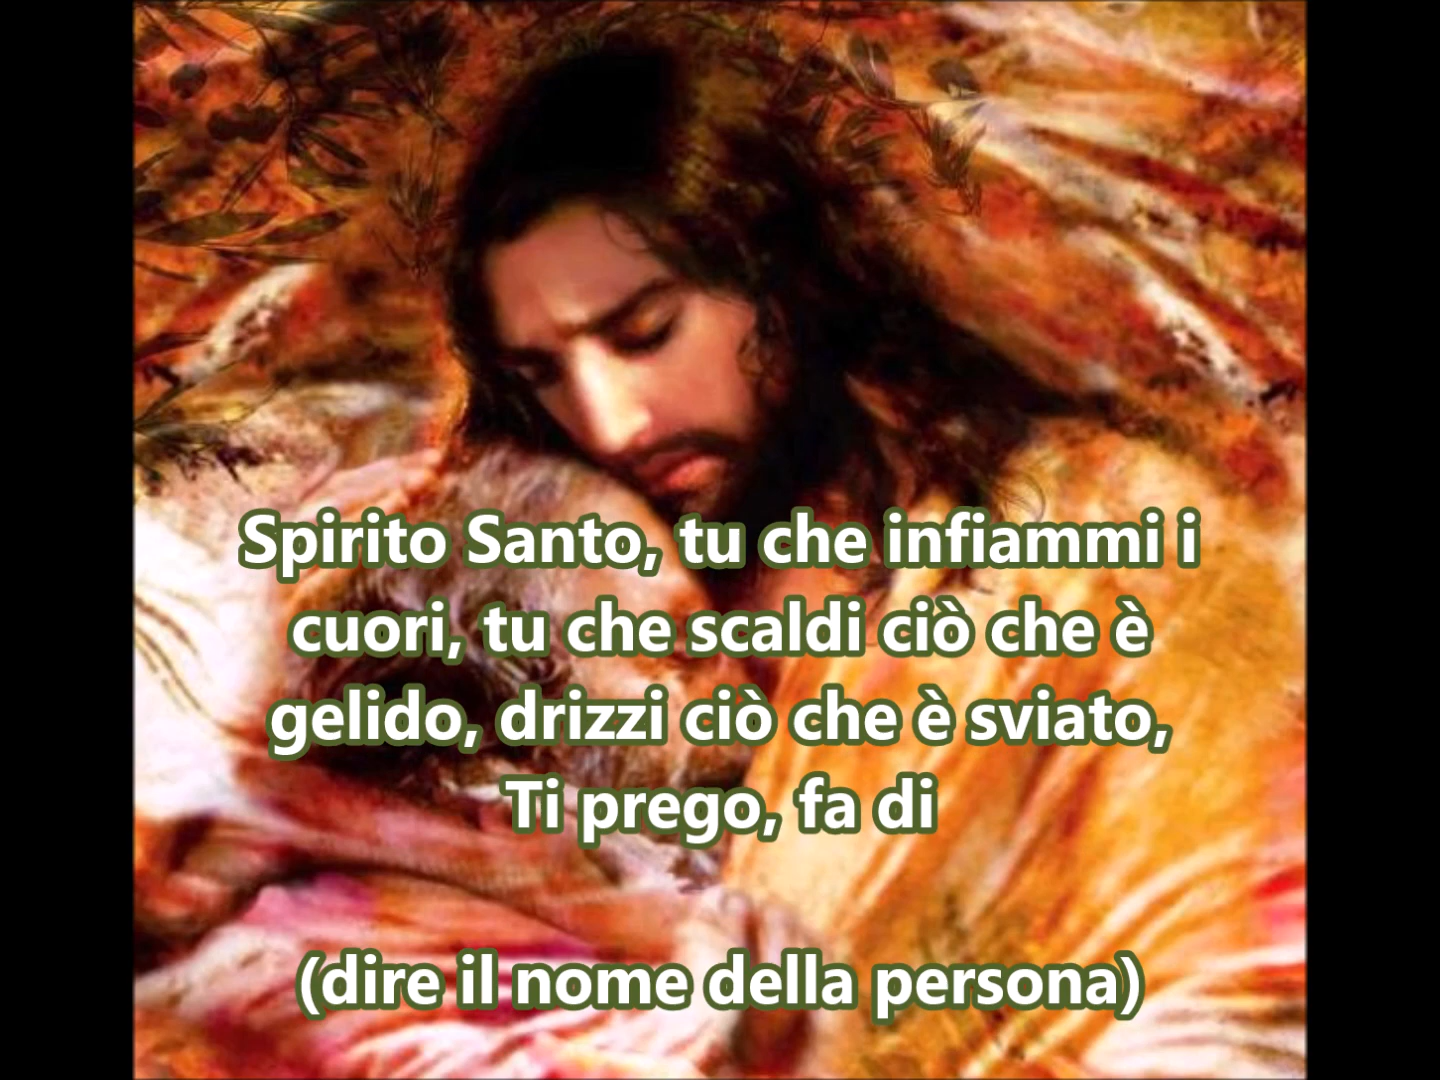 Spirito Santo, tu che infiammi i
cuori, tu che scaldi ciò che è
gelido, drizzi ciò che è sviato,
Ti prego, fa di
(dire il nome della persona)